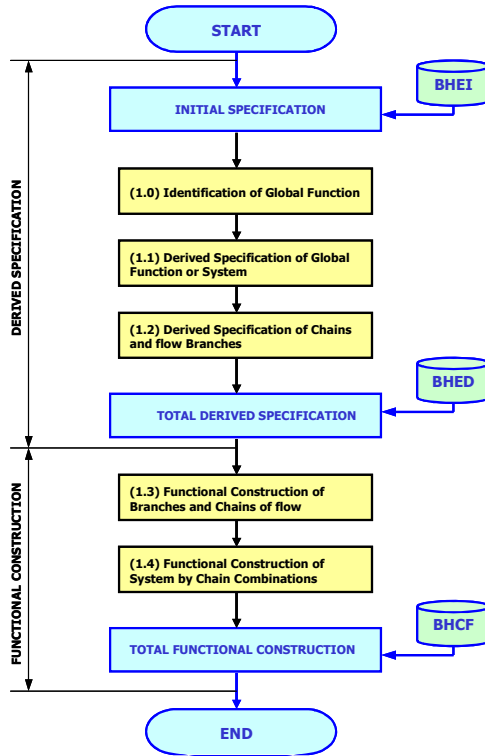 START
BHEI
INITIAL SPECIFICATION
(1.0) Identification of Global Function
(1.1) Derived Specification of Global
Function or System
DERIVED SPECIFICATION
(1.2) Derived Specification of Chains
and flow Branches
BHED
TOTAL DERIVED SPECIFICATION
(1.3) Functional Construction of
Branches and Chains of flow
FUNCTIONAL CONSTRUCTION
(1.4) Functional Construction of
System by Chain Combinations
BHCF
TOTAL FUNCTIONAL CONSTRUCTION
END